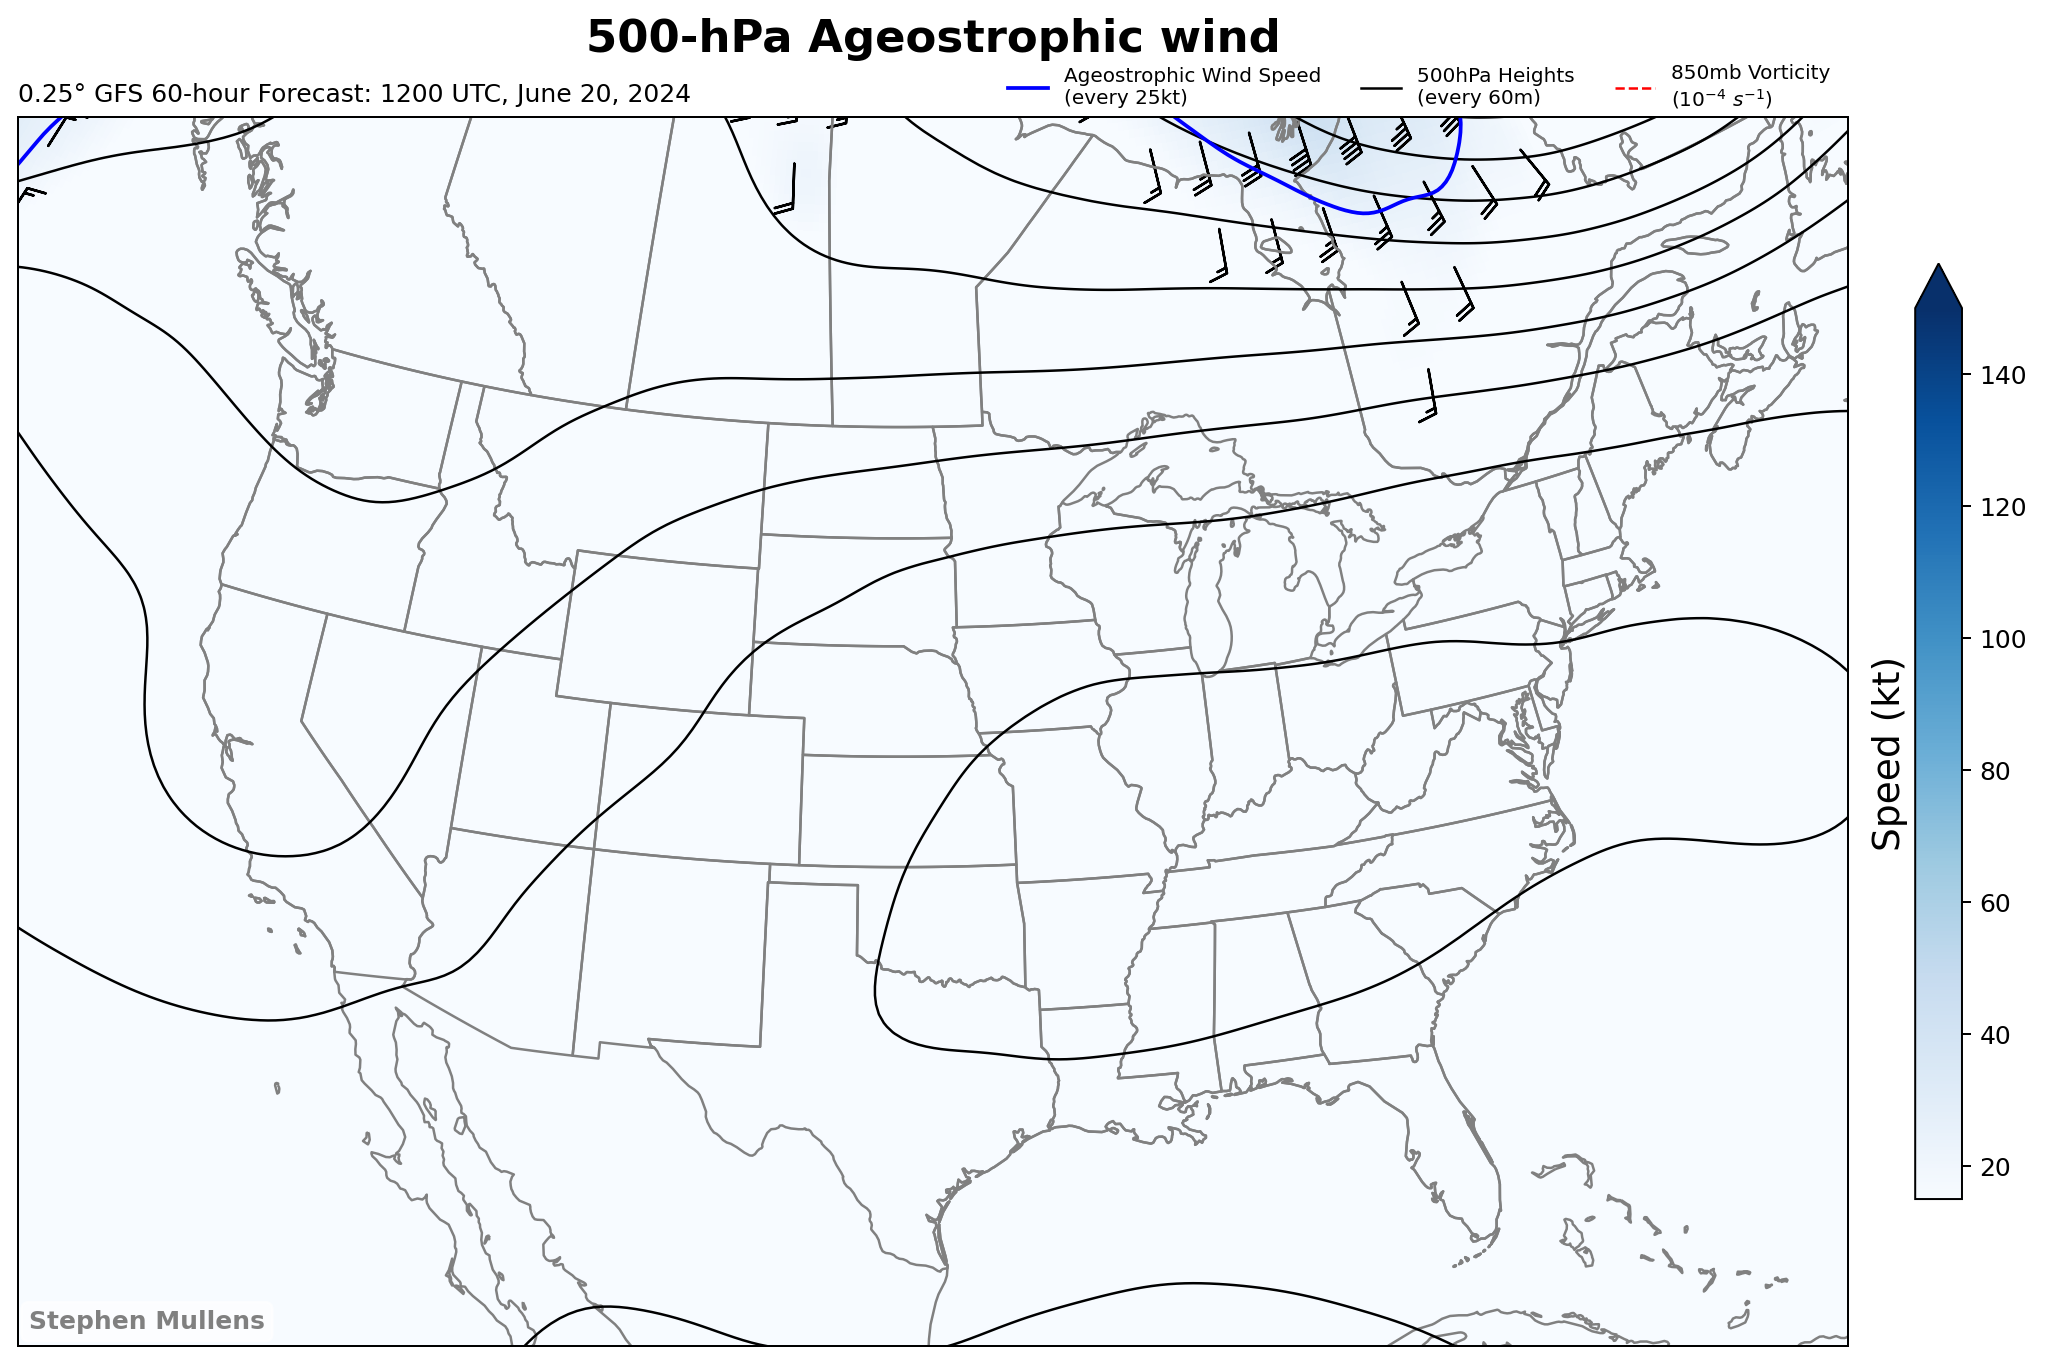 500-hPa Ageostrophic wind
0.25° GFS 60-hour Forecast: 1200 UTC, June 20, 2024
Ageostrophic Wind Speed
(every 25kt)
500hPa Heights
(every 60m)
850mb Vorticity
(10⁻⁴ s⁻¹)
140
120
100
80
60
40
20
Speed (kt)
Stephen Mullens